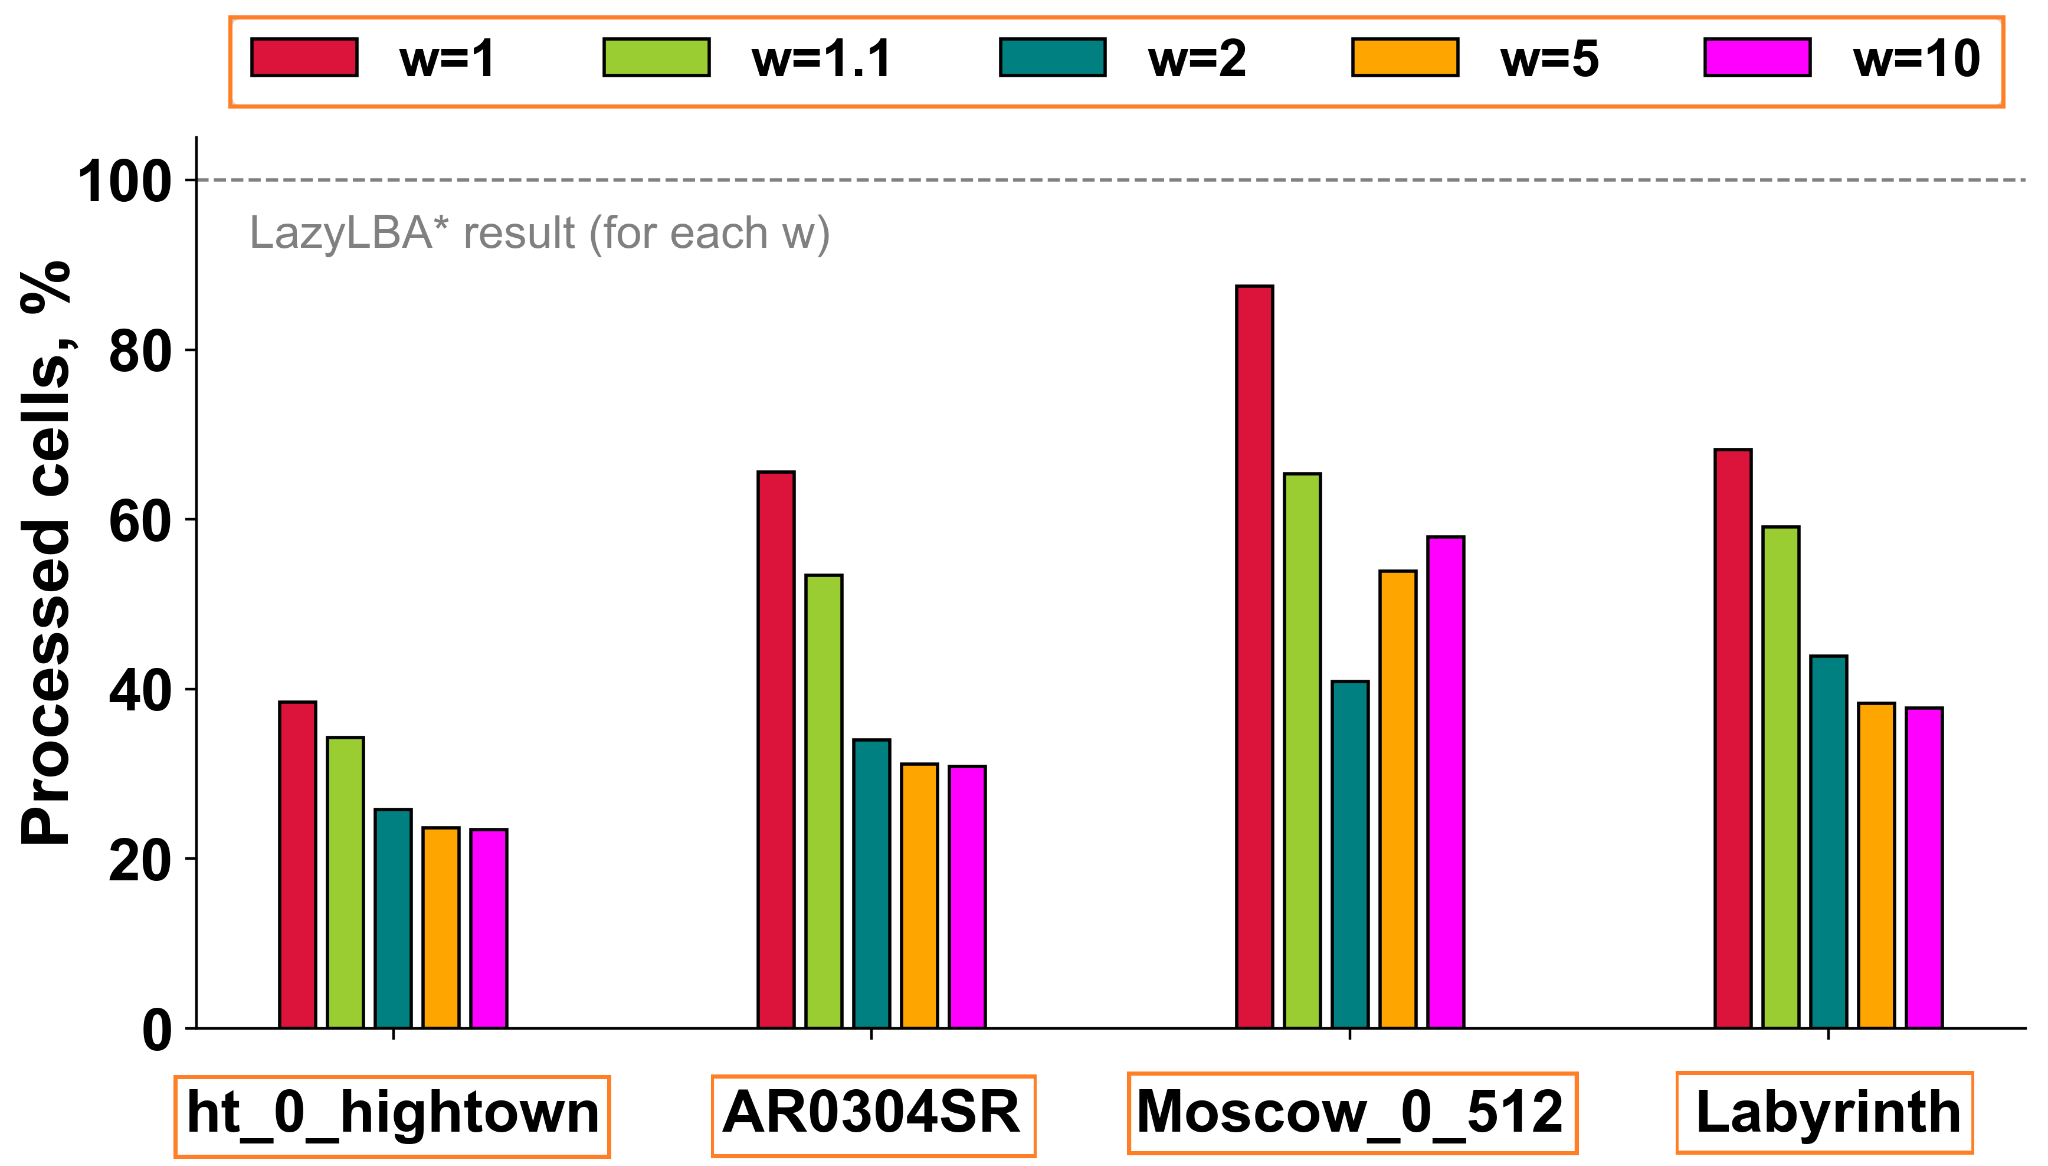 w=1 w=1.1 w=2 w=5 w=10
100
LazyLBA* result (for each w)
80
60
40
20
0
Processed cells, %
ht_0_hightown AR0304SR Moscow_0_512 Labyrinth